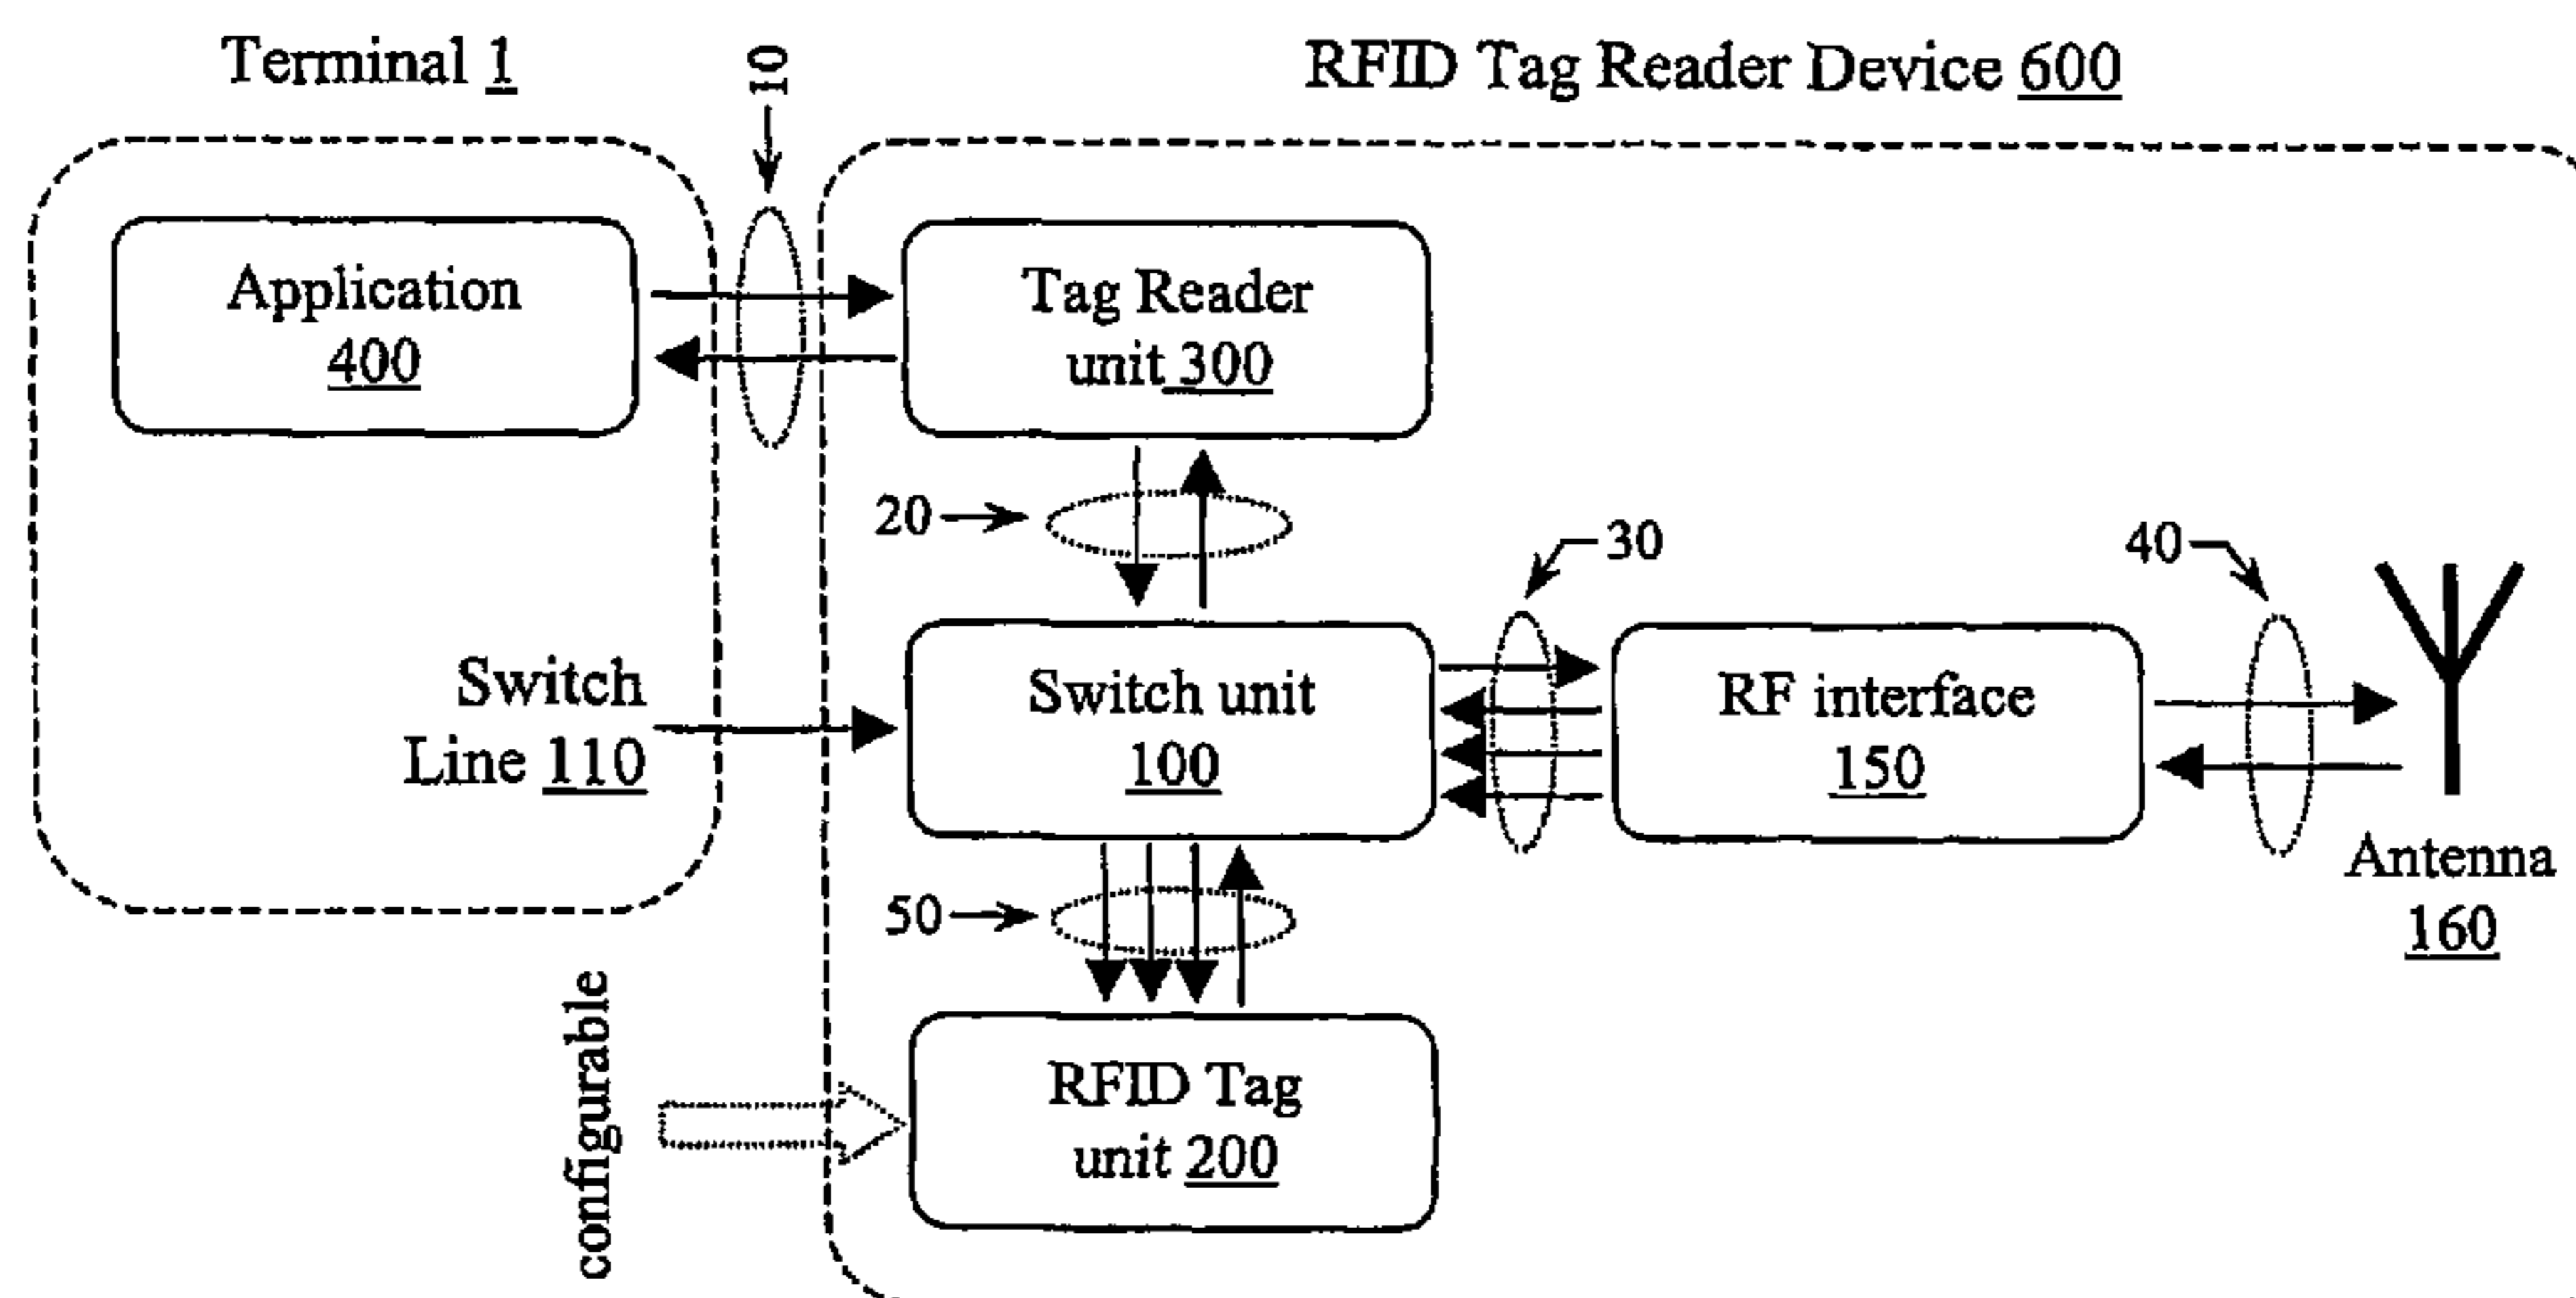 Terminal 1
10
RFID Tag Reader Device 600
Application
400
Tag Reader
unit 300
20
30
40
Switch
Line 110
Switch unit
100
RF interface
150
Antenna
160
50
configurable
RFID Tag
unit 200